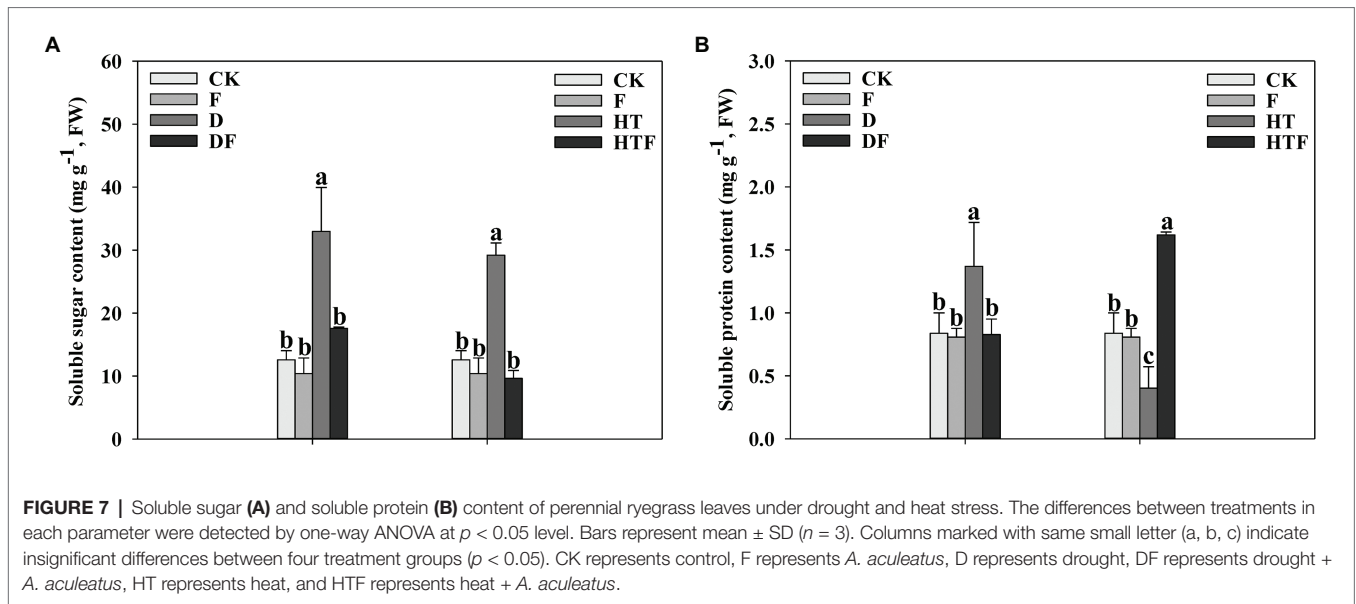 A
60
50
40
30
20
10
0
Soluble sugar content (mg g-1, FW)
CK
F
D
DF
CK
F
HT
HTF
b
b
a
b
b
b
a
b
B
3.0
2.5
2.0
1.5
1.0
0.5
0.0
Soluble protein content (mg g-1, FW)
CK
F
D
DF
CK
F
HT
HTF
b
b
a
b
b
b
c
a
FIGURE 7 | Soluble sugar (A) and soluble protein (B) content of perennial ryegrass leaves under drought and heat stress. The differences between treatments in
each parameter were detected by one-way ANOVA at p < 0.05 level. Bars represent mean ± SD (n = 3). Columns marked with same small letter (a, b, c) indicate
insignificant differences between four treatment groups (p < 0.05). CK represents control, F represents A. aculeatus, D represents drought, DF represents drought +
A. aculeatus, HT represents heat, and HTF represents heat + A. aculeatus.